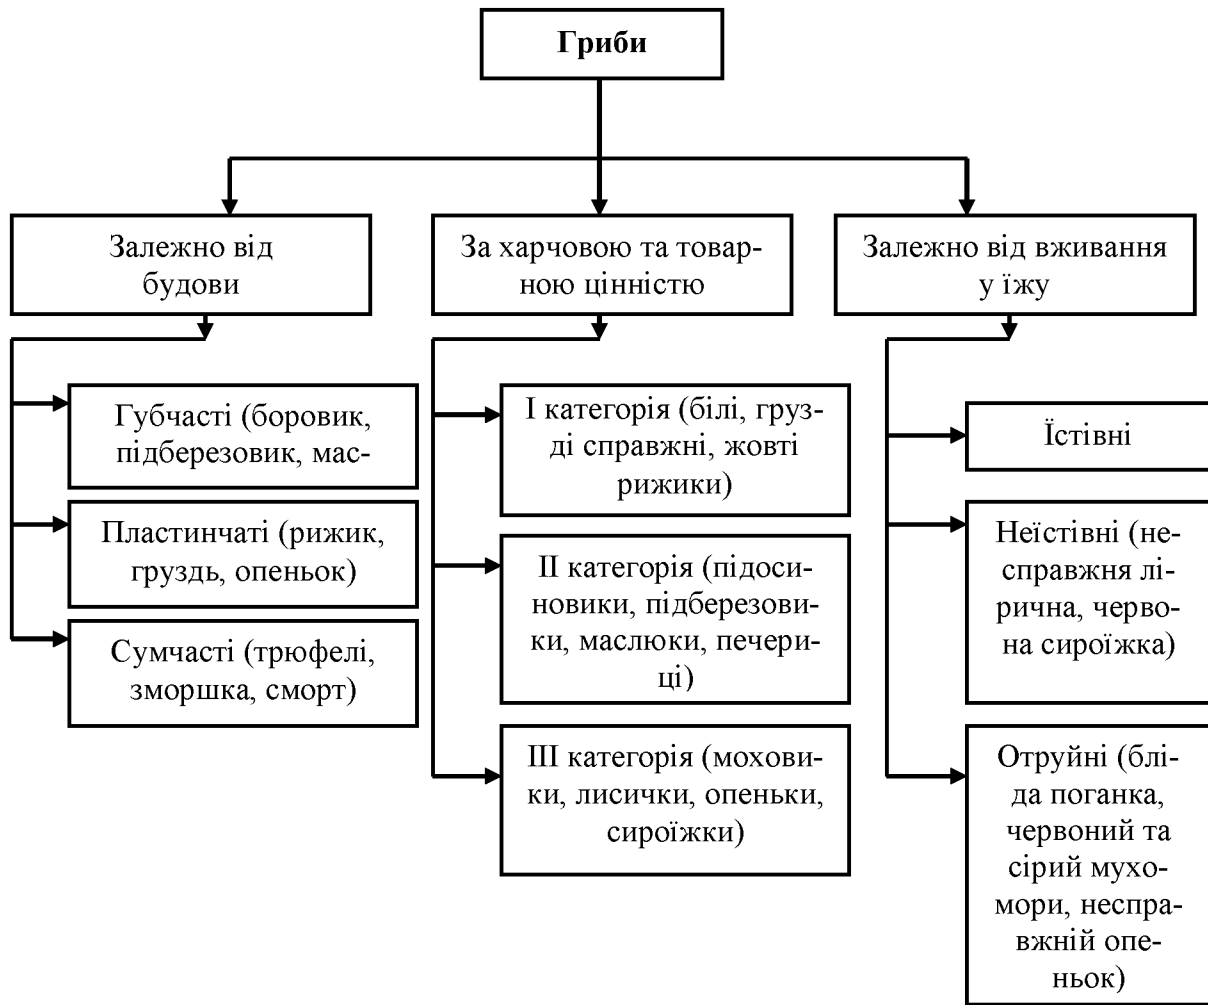 Гриби
Залежно від
будови
За харчовою та товар-
ною цінністю
Залежно від вживання
у їжу
Губчасті (боровик,
підберезовик, мас-
Пластинчаті (рижик,
груздь, опеньок)
Сумчасті (трюфелі,
зморшка, сморт)
І категорія (білі, груз-
ді справжні, жовті
рижики)
ІІ категорія (підоси-
новики, підберезови-
ки, маслюки, печери-
ці)
ІІІ категорія (мохови-
ки, лисички, опеньки,
сироїжки)
Їстівні
Неїстівні (не-
справжня лі-
рична, черво-
на сироїжка)
Отруйні (блі-
да поганка,
червоний та
сірий мухо-
мори, неспра-
вжній опе-
ньок)